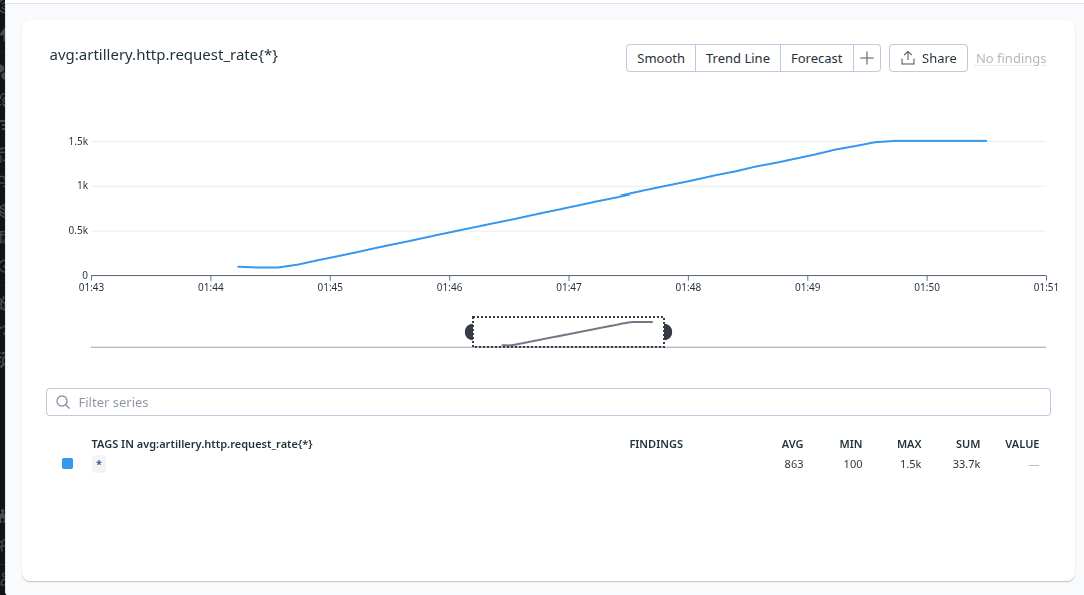 avg:artillery.http.request_rate{*}
Smooth Trend Line Forecast Share No findings
1.5k
1k
0.5k
0
01:43 01:44 01:45 01:46 01:47 01:48 01:49 01:50 01:51
Filter series
TAGS IN avg:artillery.http.request_rate{*} FINDINGS AVG MIN MAX SUM VALUE
* 863 100 1.5k 33.7k —